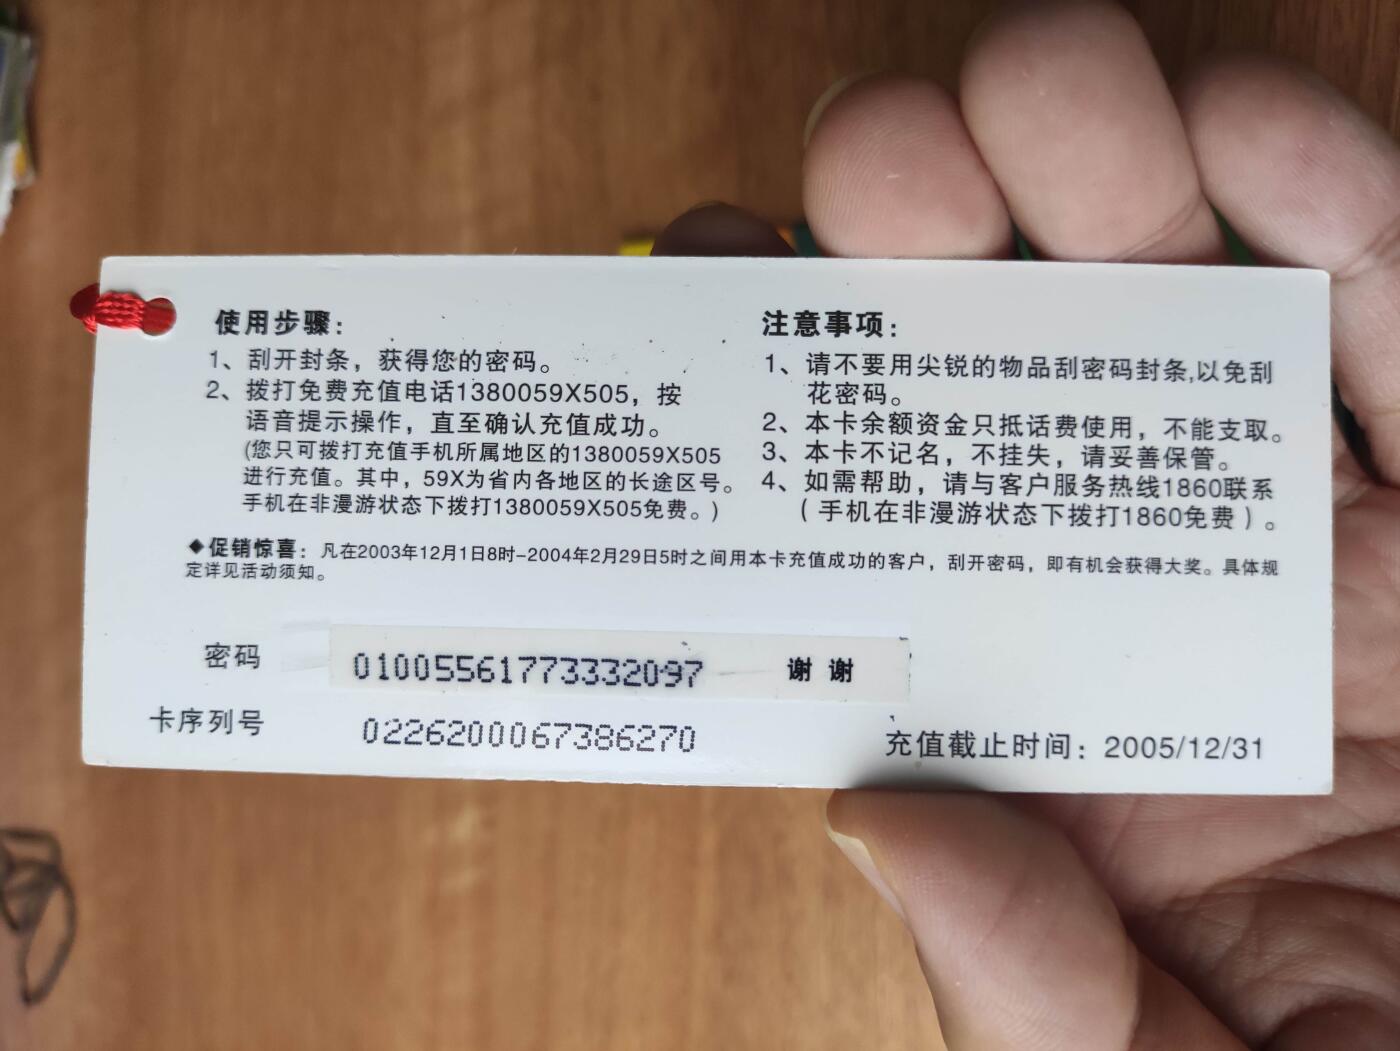 使用步骤：
1、刮开封条，获得您的密码。
2、拨打免费充值电话1380059X505，按
语音提示操作，直至确认充值成功。
(您只可拨打充值手机所属地区的1380059X505
进行充值。其中，59X为省内各地区的长途区号。
手机在非漫游状态下拨打1380059X505免费。)
注意事项：
1、请不要用尖锐的物品刮密码封条,以免刮
花密码。
2、本卡余额资金只抵话费使用，不能支取。
3、本卡不记名，不挂失，请妥善保管。
4、如需帮助，请与客户服务热线1860联系
（手机在非漫游状态下拨打1860免费）。
◆促销惊喜：凡在2003年12月1日8时-2004年2月29日5时之间用本卡充值成功的客户，刮开密码，即有机会获得大奖。具体规
定详见活动须知。
密码 010055617733332097 谢谢
卡序列号 0226200067386270
充值截止时间：2005/12/31